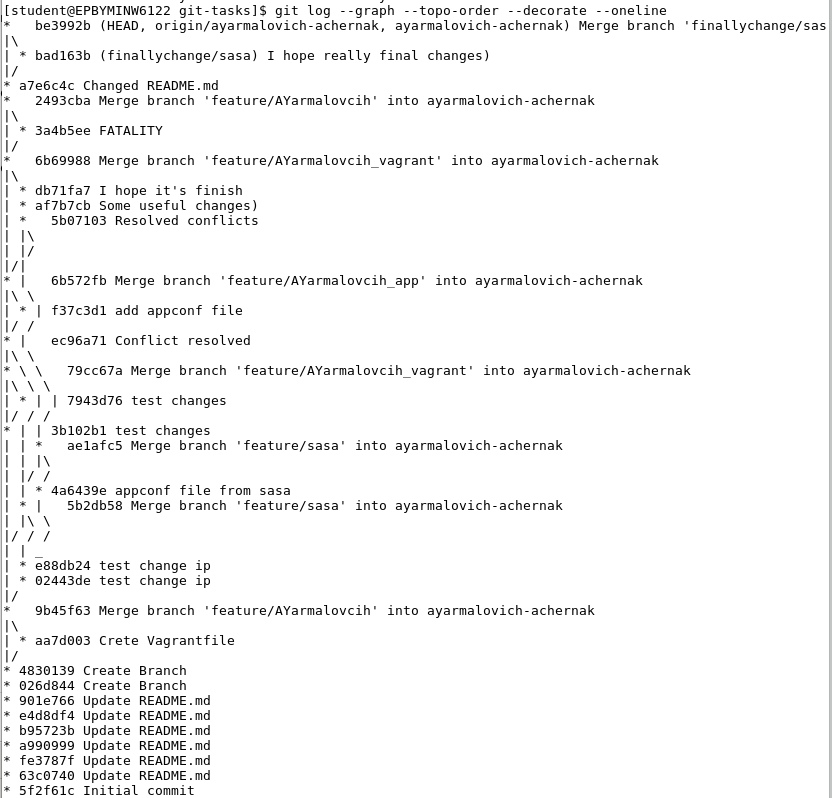 [student@EPBYMINW6122 git-tasks]$ git log --graph --topo-order --decorate --oneline
*   be3992b (HEAD, origin/ayarmalovich-achernak, ayarmalovich-achernak) Merge branch 'finallychange/sas
|\
| * bad163b (finallychange/sasa) I hope really final changes)
|/
* a7e6c4c Changed README.md
*   2493cba Merge branch 'feature/AYarmalovcih' into ayarmalovich-achernak
|\
| * 3a4b5ee FATALITY
|/
*   6b69988 Merge branch 'feature/AYarmalovcih_vagrant' into ayarmalovich-achernak
|\
| * db71fa7 I hope it's finish
| * af7b7cb Some useful changes)
| *   5b07103 Resolved conflicts
| |\
| |/
|/|
* |   6b572fb Merge branch 'feature/AYarmalovcih_app' into ayarmalovich-achernak
|\ \
| * | f37c3d1 add appconf file
|/ /
* |   ec96a71 Conflict resolved
|\ \
* \ \   79cc67a Merge branch 'feature/AYarmalovcih_vagrant' into ayarmalovich-achernak
|\ \ \
| * | | 7943d76 test changes
|/ / /
* | | 3b102b1 test changes
| | *   ae1afc5 Merge branch 'feature/sasa' into ayarmalovich-achernak
| | |\
| |/ /
| | * 4a6439e appconf file from sasa
| * |   5b2db58 Merge branch 'feature/sasa' into ayarmalovich-achernak
| |\ \
|/ / /
| | _
| * e88db24 test change ip
| * 02443de test change ip
|/
*   9b45f63 Merge branch 'feature/AYarmalovcih' into ayarmalovich-achernak
|\
| * aa7d003 Crete Vagrantfile
|/
* 4830139 Create Branch
* 026d844 Create Branch
* 901e766 Update README.md
* e4d8df4 Update README.md
* b95723b Update README.md
* a990999 Update README.md
* fe3787f Update README.md
* 63c0740 Update README.md
* 5f2f61c Initial commit